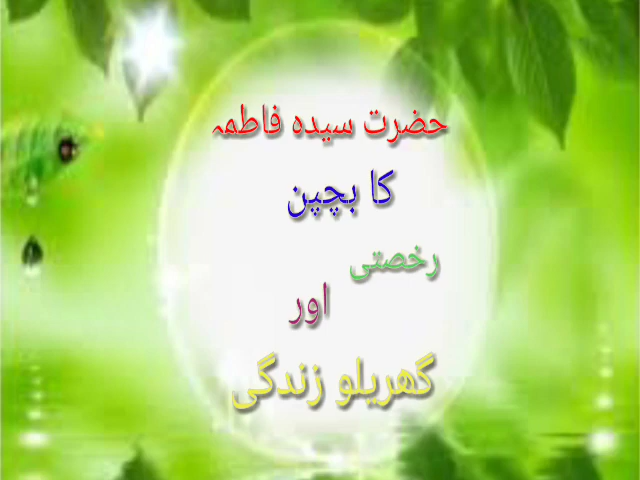 حضرت سیدہ فاطمہ
کا بچپن
رخصتی
اور
گھریلو زندگی